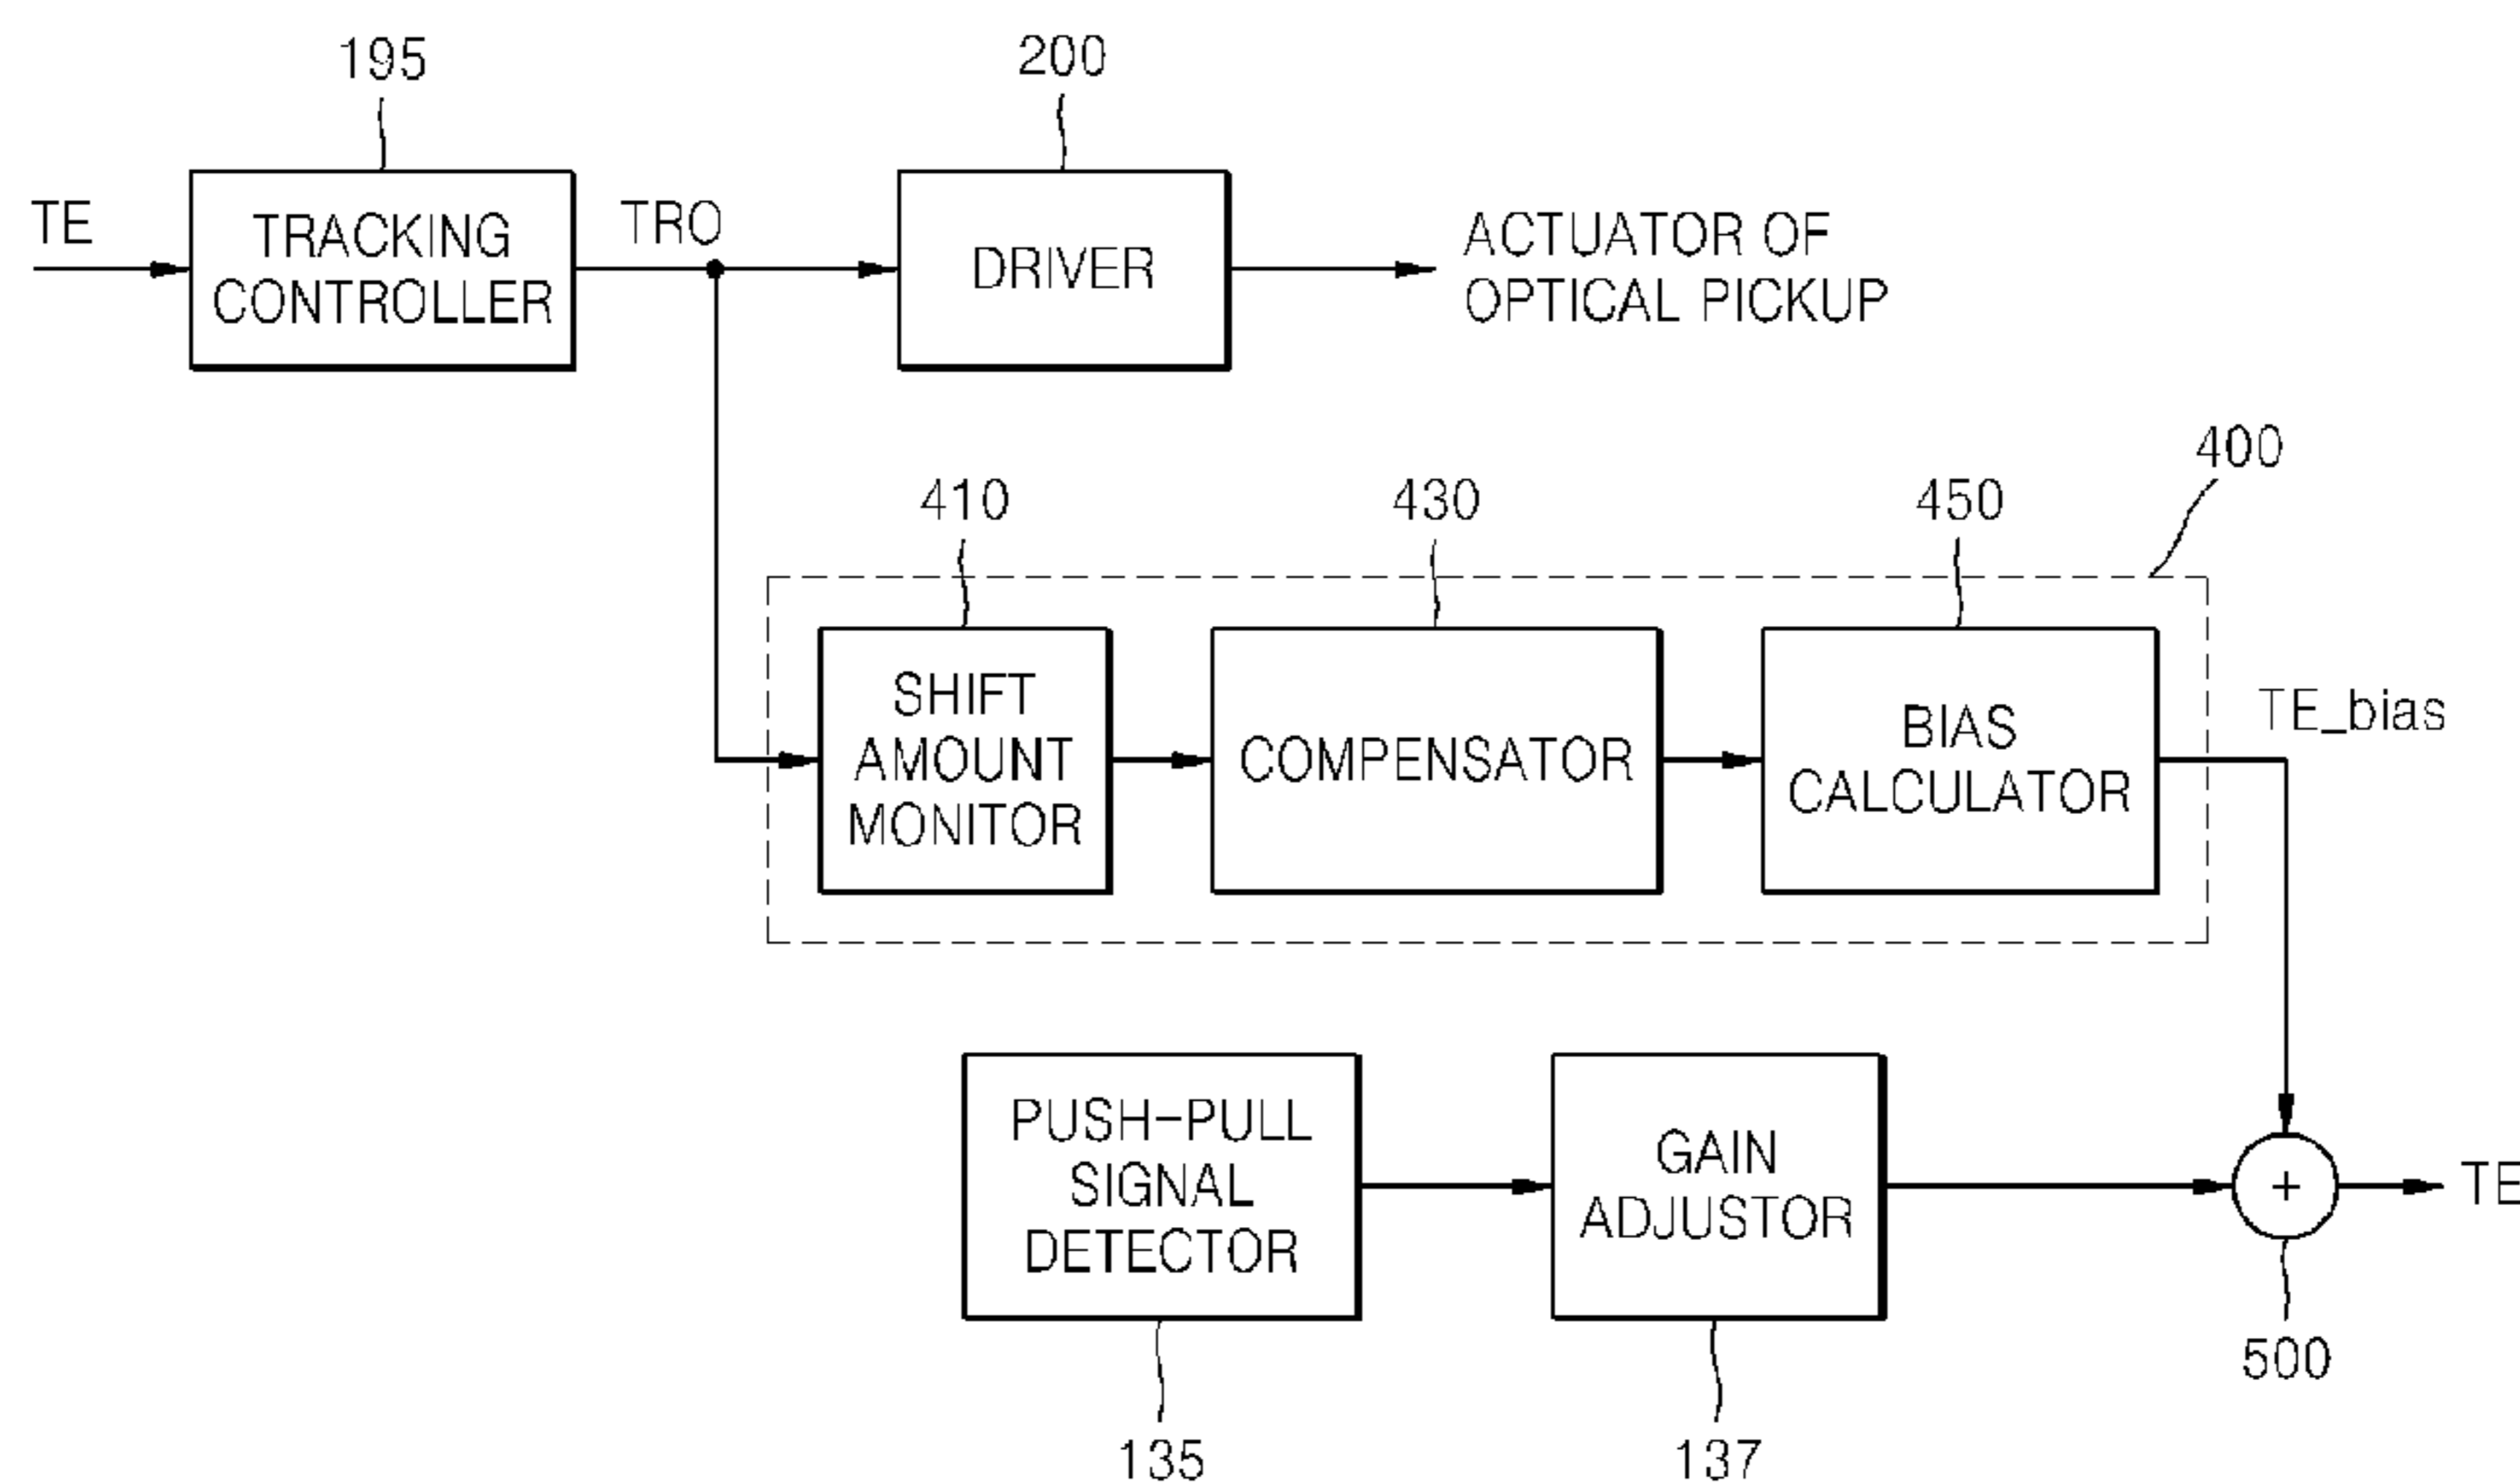 195
200
TE
TRACKING
CONTROLLER
TRO
DRIVER
ACTUATOR OF
OPTICAL PICKUP
400
410
430
450
SHIFT
AMOUNT
MONITOR
COMPENSATOR
BIAS
CALCULATOR
TE_bias
PUSH-PULL
SIGNAL
DETECTOR
GAIN
ADJUSTOR
+
TE
500
135
137